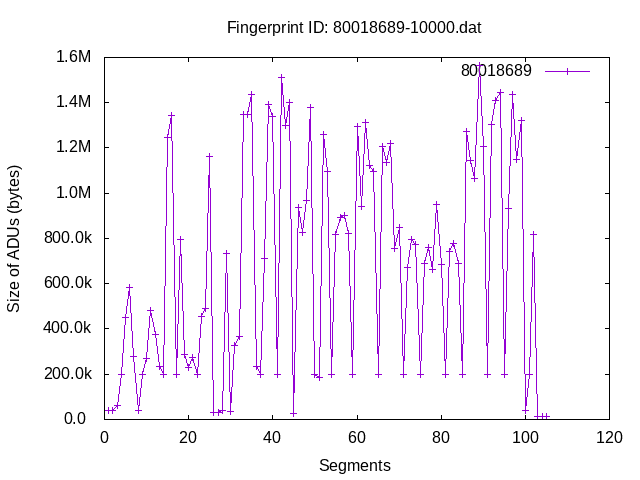 Fingerprint ID: 80018689-10000.dat
80018689
Size of ADUs (bytes)
1.6M
1.4M
1.2M
1.0M
800.0k
600.0k
400.0k
200.0k
0.0
0 20 40 60 80 100 120
Segments